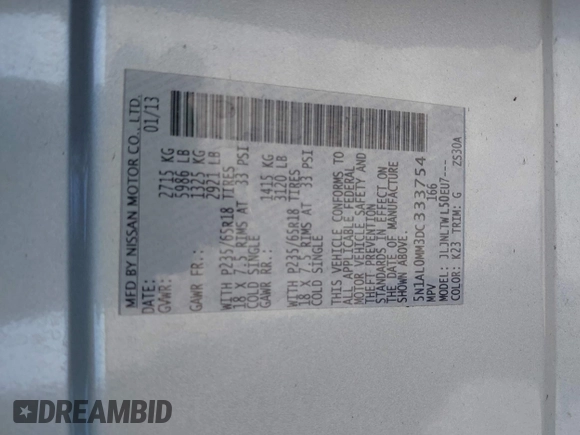 MFD BY NISSAN MOTOR CO., LTD.
DATE: 01/13
GVWR: 2715 KG
5986 LB
GAWR FR.: 1325 KG
2921 LB
WITH P235/65R18 TIRES
18 X 7.5 RIMS AT 33 PSI
COLD SINGLE
GAWR RR.: 1415 KG
3120 LB
WITH P235/65R18 TIRES
18 X 7.5 RIMS AT 33 PSI
COLD SINGLE
THIS VEHICLE CONFORMS TO
ALL APPLICABLE FEDERAL
MOTOR VEHICLE SAFETY AND
THEFT PREVENTION
STANDARDS IN EFFECT ON
THE DATE OF MANUFACTURE
SHOWN ABOVE.
5N1AL0MM3DC333754
MPV 166
MODEL: JLJNLJWL50EU7---
COLOR: K23 TRIM: G ZS30A
DREAMBID